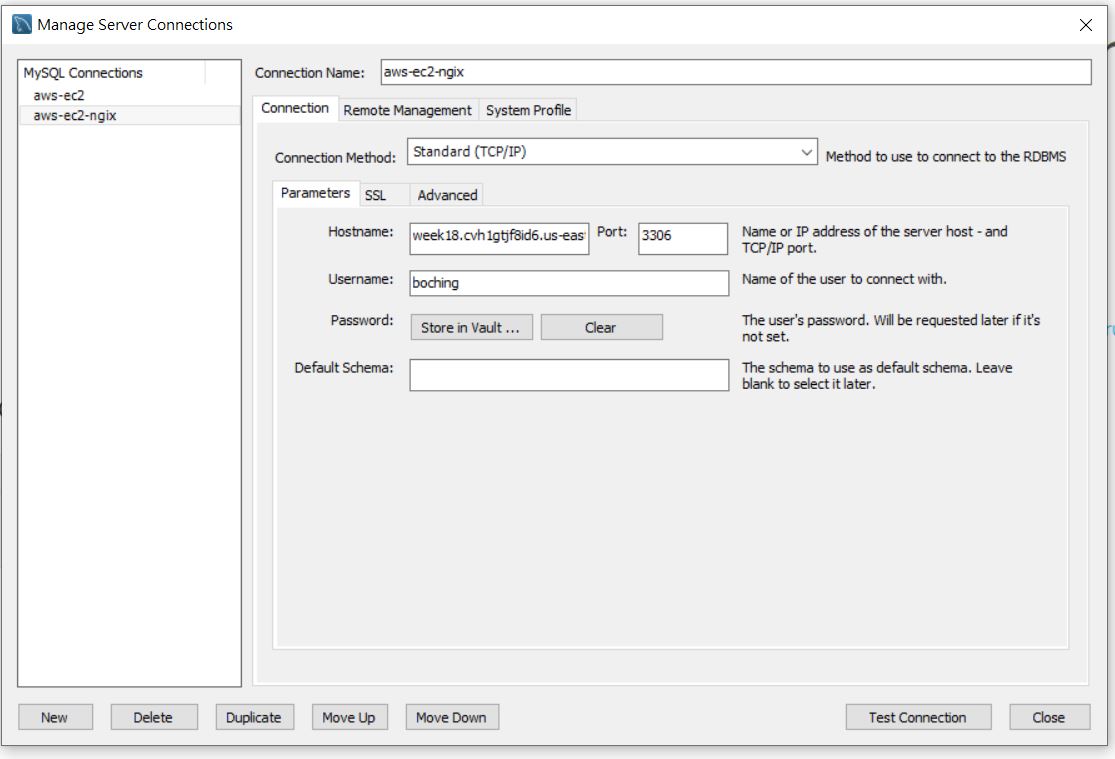 Manage Server Connections
MySQL Connections
aws-ec2
aws-ec2-ngix
Connection Name: aws-ec2-ngix
Connection Remote Management System Profile
Connection Method: Standard (TCP/IP) Method to use to connect to the RDBMS
Parameters SSL Advanced
Hostname: week18.cvh1gtjf8id6.us-eas Port: 3306 Name or IP address of the server host - and
TCP/IP port.
Username: boching Name of the user to connect with.
Password: Store in Vault ... Clear The user's password. Will be requested later if it's
not set.
Default Schema: The schema to use as default schema. Leave
blank to select it later.
New Delete Duplicate Move Up Move Down Test Connection Close